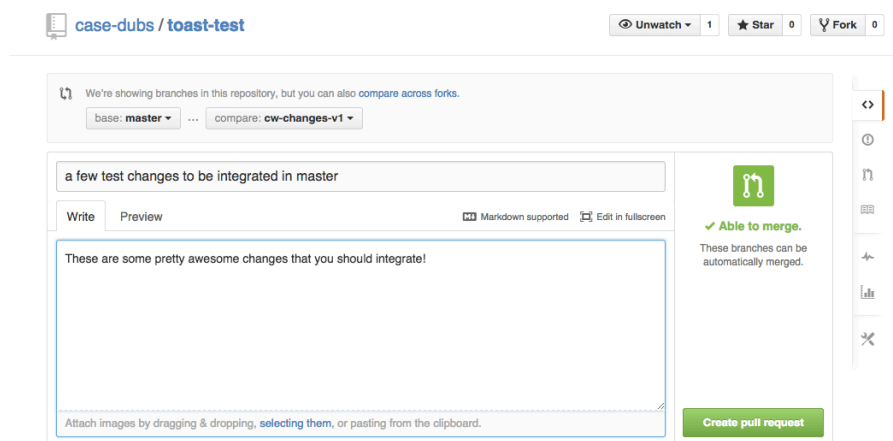 case-dubs / toast-test
Unwatch 1 Star 0 Fork 0
We're showing branches in this repository, but you can also compare across forks.
base: master ... compare: cw-changes-v1
a few test changes to be integrated in master
Write Preview Markdown supported Edit in fullscreen
Able to merge.
These branches can be
automatically merged.
These are some pretty awesome changes that you should integrate!
Attach images by dragging & dropping, selecting them, or pasting from the clipboard.
Create pull request